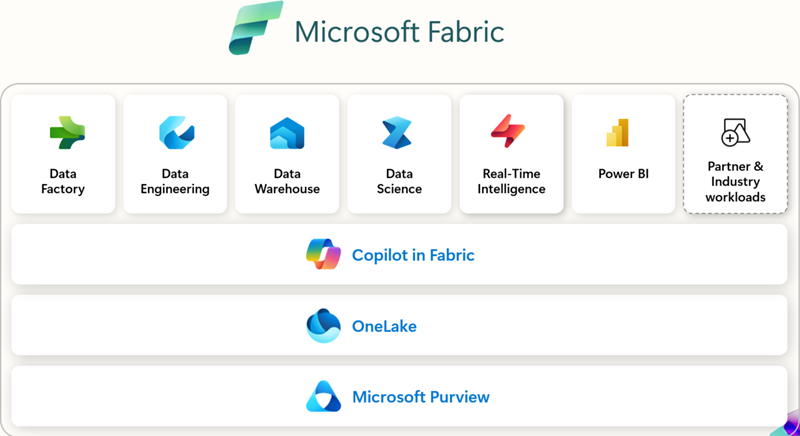 Microsoft Fabric
Data
Factory
Data
Engineering
Data
Warehouse
Data
Science
Real-Time
Intelligence
Power BI
Partner &
Industry
workloads
Copilot in Fabric
OneLake
Microsoft Purview